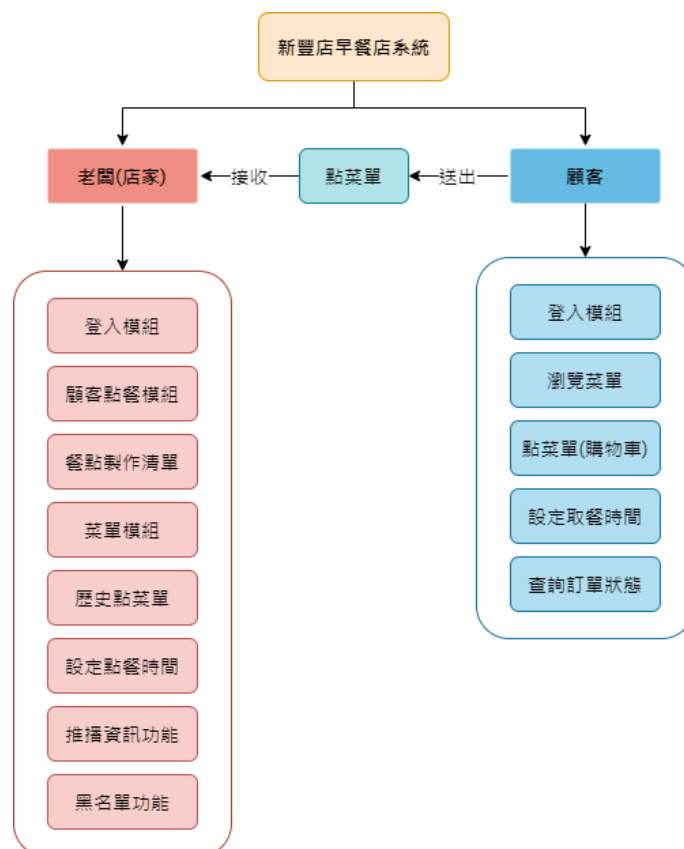 新豐店早餐店系統
老闆(店家)
接收
點菜單
送出
顧客
登入模組
顧客點餐模組
餐點製作清單
菜單模組
歷史點菜單
設定點餐時間
推播資訊功能
黑名單功能
登入模組
瀏覽菜單
點菜單(購物車)
設定取餐時間
查詢訂單狀態